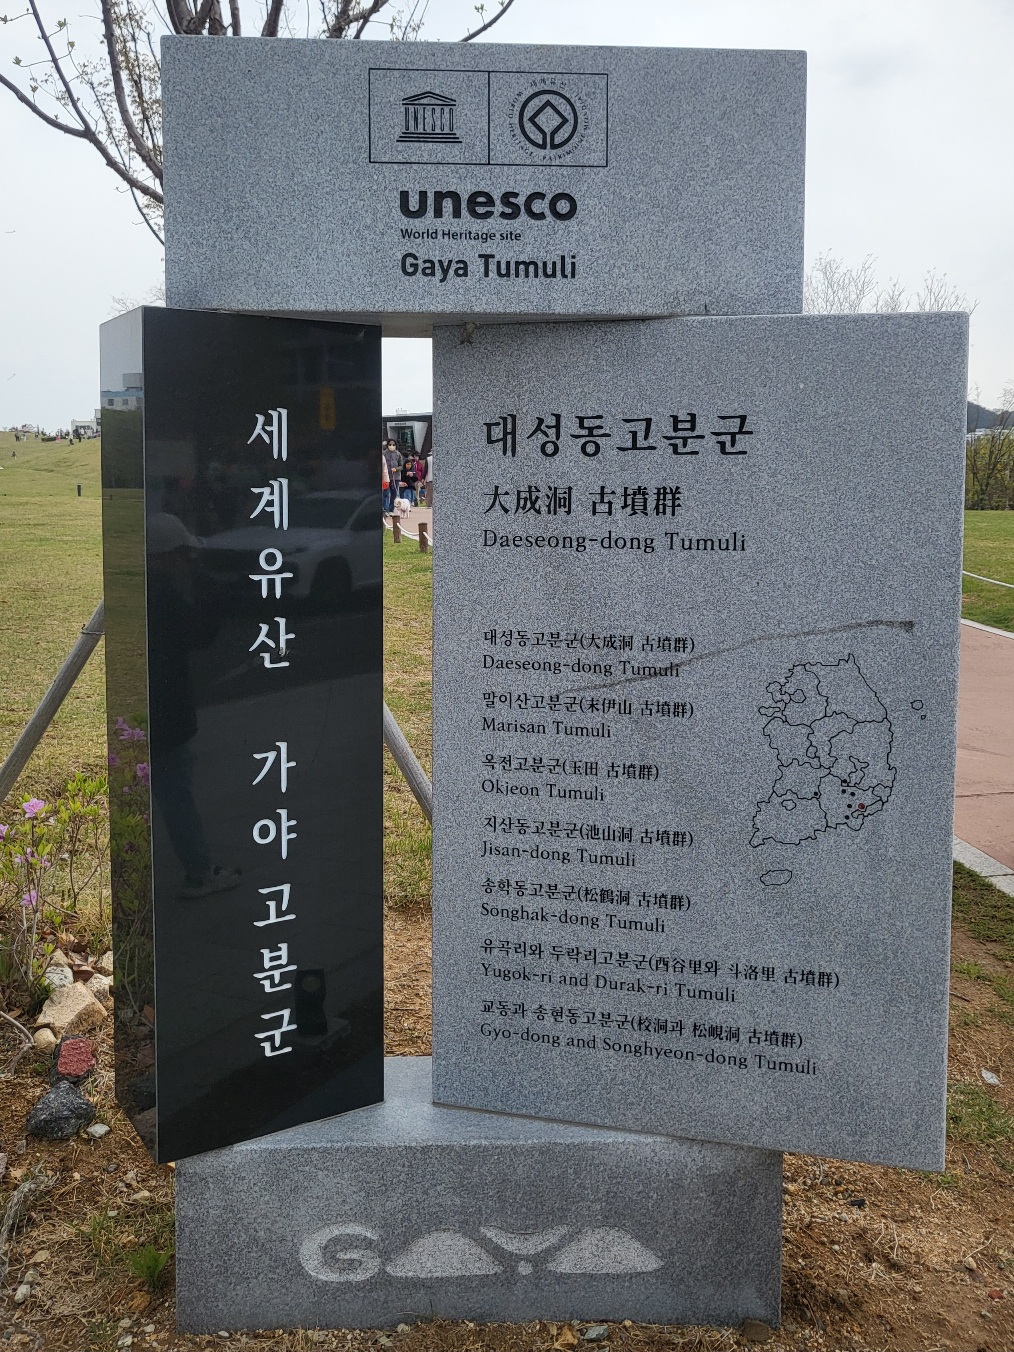 UNESCO
unesco
World Heritage site
Gaya Tumuli
세계유산 가야고분군
대성동고분군
大成洞 古墳群
Daeseong-dong Tumuli
대성동고분군(大成洞 古墳群)
Daeseong-dong Tumuli
말이산고분군(末伊山 古墳群)
Marisan Tumuli
옥전고분군(玉田 古墳群)
Okjeon Tumuli
지산동고분군(池山洞 古墳群)
Jisan-dong Tumuli
송학동고분군(松鶴洞 古墳群)
Songhak-dong Tumuli
유곡리와 두락리고분군(酉谷里와 斗洛里 古墳群)
Yugok-ri and Durak-ri Tumuli
교동과 송현동고분군(校洞과 松峴洞 古墳群)
Gyo-dong and Songhyeon-dong Tumuli
GAYA